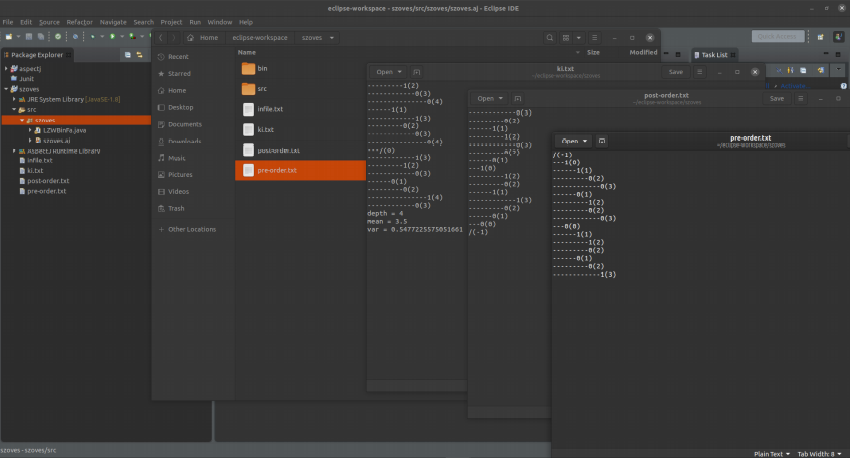 eclipse-workspace - szoves/src/szoves/szoves.aj - Eclipse IDE
File Edit Source Refactor Navigate Search Project Run Window Help
Quick Access
Package Explorer
aspectj
Junit
szoves
JRE System Library [JavaSE-1.8]
src
szoves
LZWBinFa.java
szoves.aj
AspectJ Runtime Library
infile.txt
ki.txt
post-order.txt
pre-order.txt
Home eclipse-workspace szoves
Recent
Starred
Home
Desktop
Documents
Downloads
Music
Pictures
Videos
Trash
+ Other Locations
Name Size Modified
bin
src
infile.txt
ki.txt
post-order.txt
pre-order.txt
Open
ki.txt
~/eclipse-workspace/szoves
Save
---------1(2)
------------0(3)
---------------0(4)
------1(1)
------------1(3)
---------0(2)
------------0(3)
---------------0(4)
---/(0)
------------1(3)
---------1(2)
------------0(3)
------0(1)
---------0(2)
---------------1(4)
------------0(3)
depth = 4
mean = 3.5
var = 0.5477225575051661
Open
post-order.txt
~/eclipse-workspace/szoves
Save
------------0(3)
---------0(2)
------1(1)
---------1(2)
------------0(3)
---------0(2)
------0(1)
---1(0)
---------1(2)
---------0(2)
------1(1)
------------1(3)
---------0(2)
------0(1)
---0(0)
/(-1)
Task List
Activate
Open
pre-order.txt
~/eclipse-workspace/szoves
/(-1)
---1(0)
------1(1)
---------0(2)
------------0(3)
------0(1)
---------1(2)
---------0(2)
------------0(3)
---0(0)
------1(1)
---------1(2)
---------0(2)
------0(1)
---------0(2)
------------1(3)
Plain Text Tab Width: 8
szoves - szoves/src